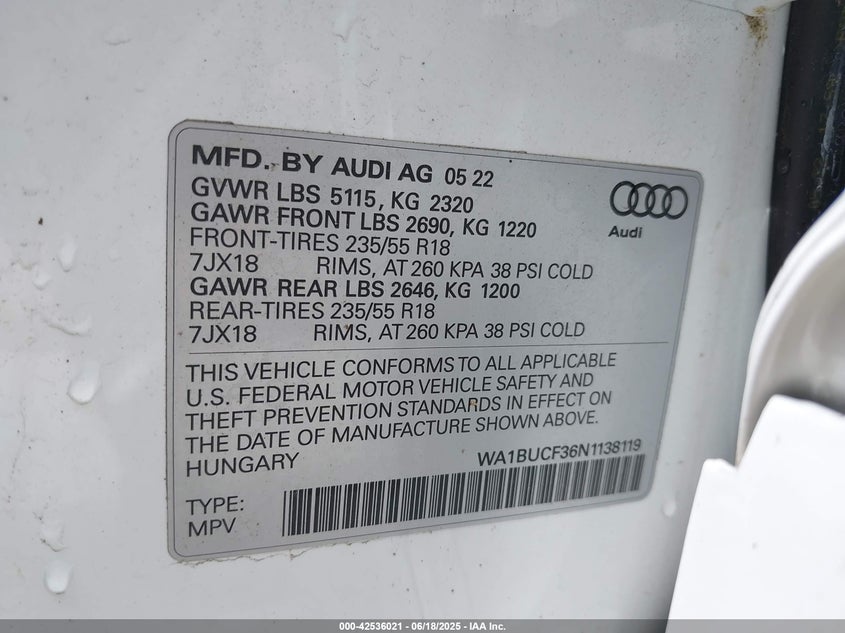 MFD. BY AUDI AG 05 22
GVWR LBS 5115, KG 2320
GAWR FRONT LBS 2690, KG 1220
FRONT-TIRES 235/55 R18
7JX18 RIMS, AT 260 KPA 38 PSI COLD
GAWR REAR LBS 2646, KG 1200
REAR-TIRES 235/55 R18
7JX18 RIMS, AT 260 KPA 38 PSI COLD
Audi
THIS VEHICLE CONFORMS TO ALL APPLICABLE
U.S. FEDERAL MOTOR VEHICLE SAFETY AND
THEFT PREVENTION STANDARDS IN EFFECT ON
THE DATE OF MANUFACTURE SHOWN ABOVE.
HUNGARY WA1BUCF36N1138119
TYPE:
MPV
000-42536021 - 06/18/2025 - IAA Inc.